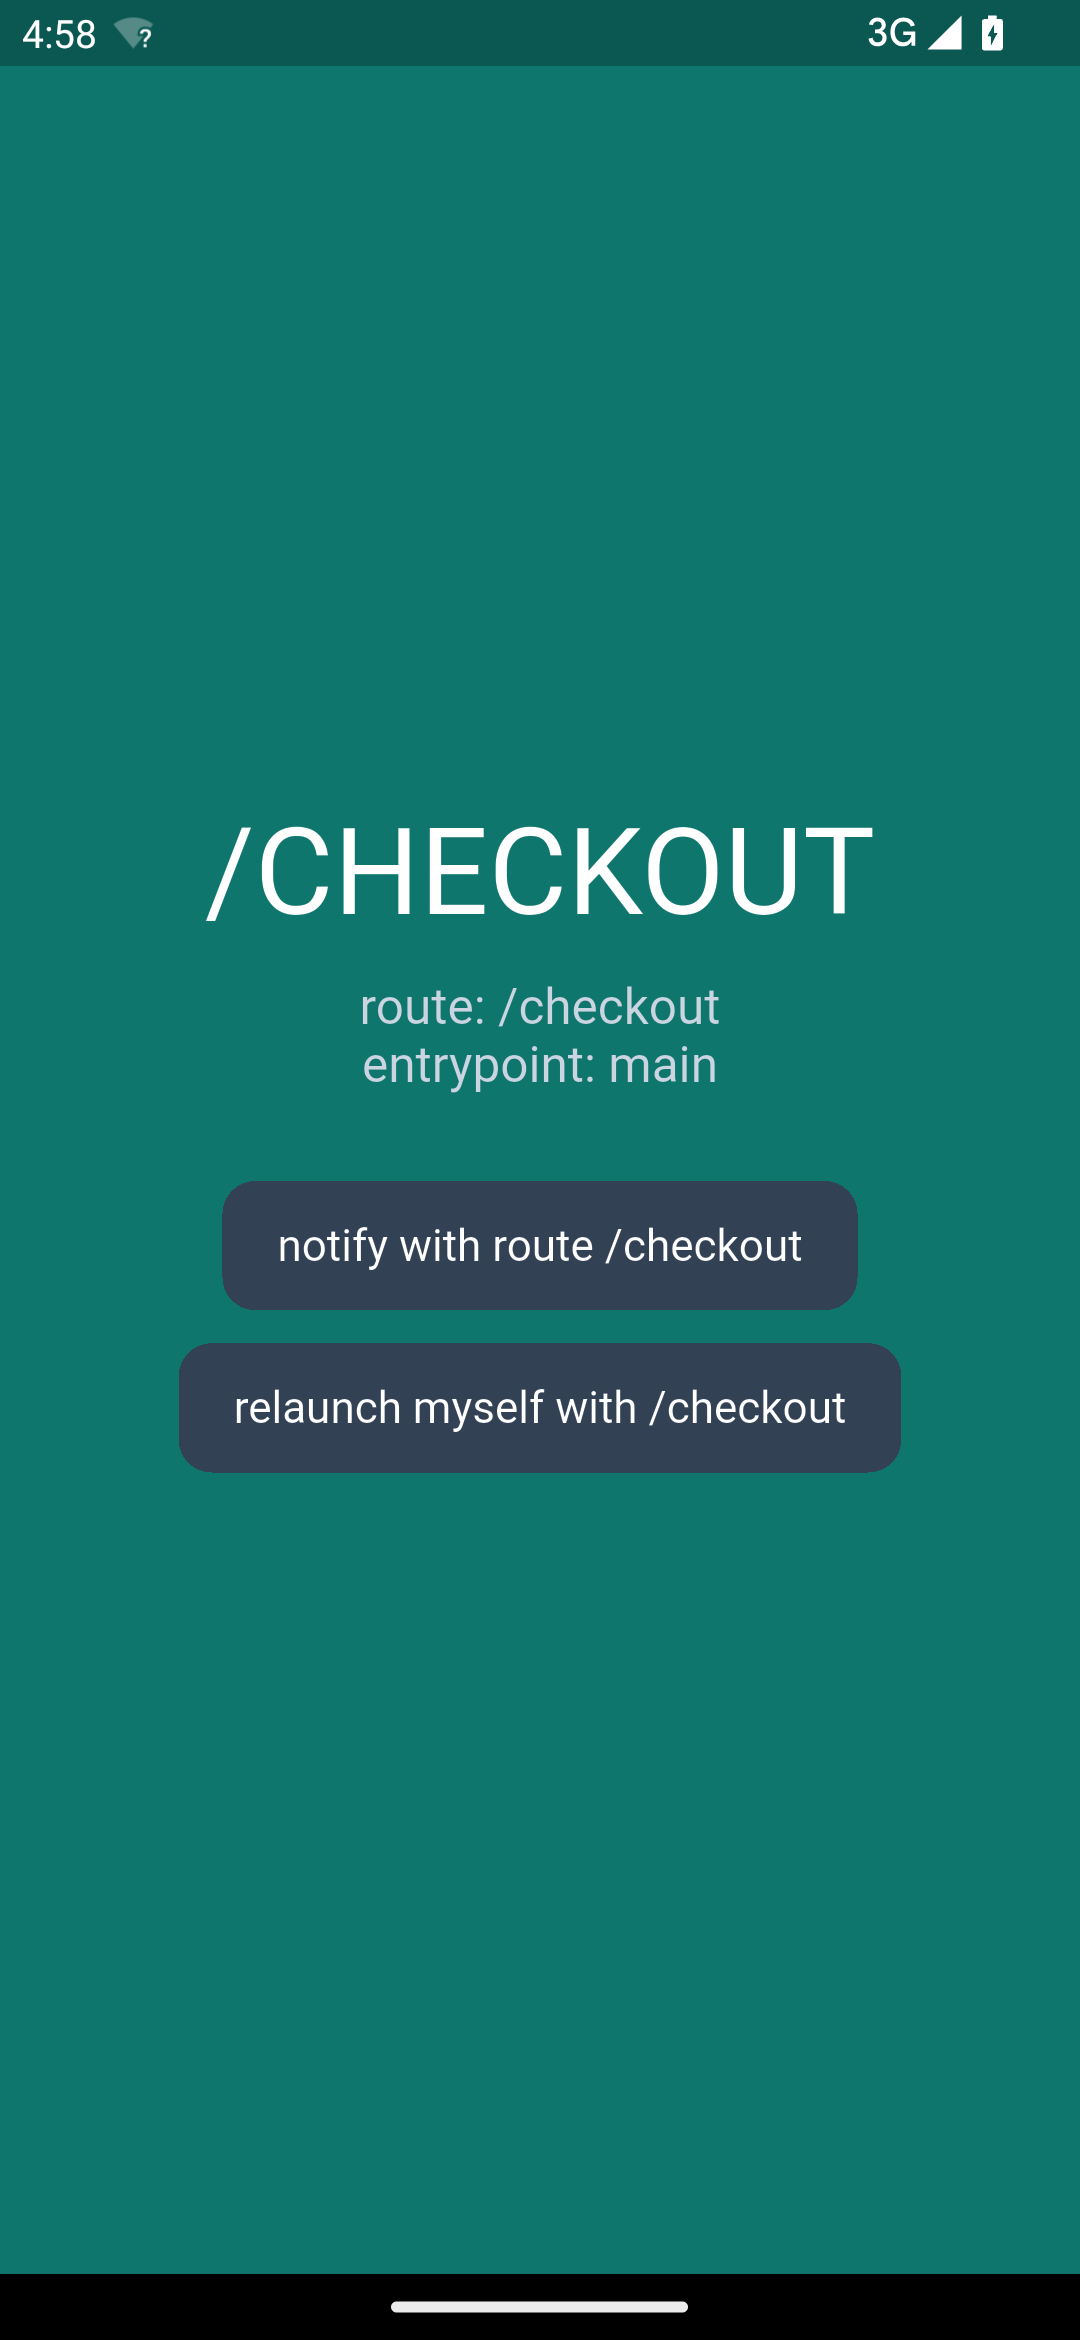 4:58
3G
/CHECKOUT
route: /checkout
entrypoint: main
notify with route /checkout
relaunch myself with /checkout